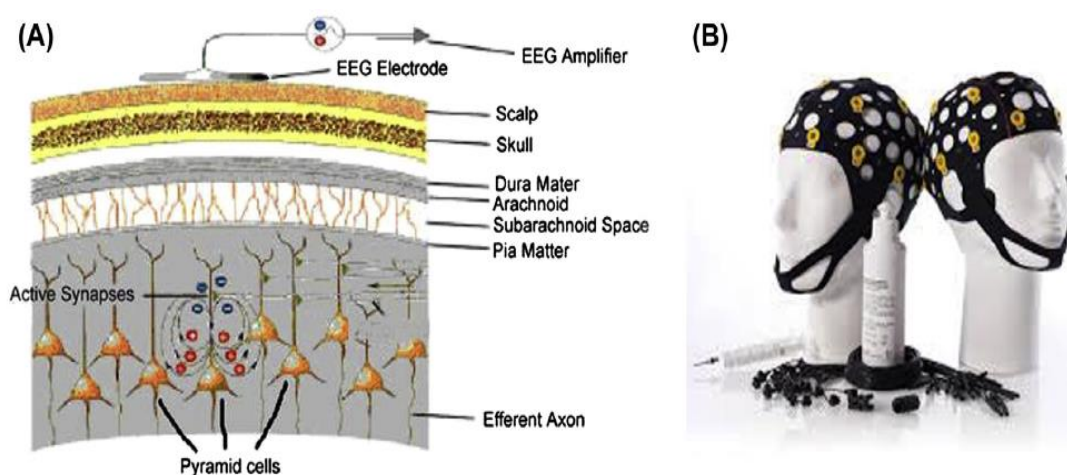 (A)
(B)
EEG Amplifier
EEG Electrode
Scalp
Skull
Dura Mater
Arachnoid
Subarachnoid Space
Pia Matter
Active Synapses
Efferent Axon
Pyramid cells